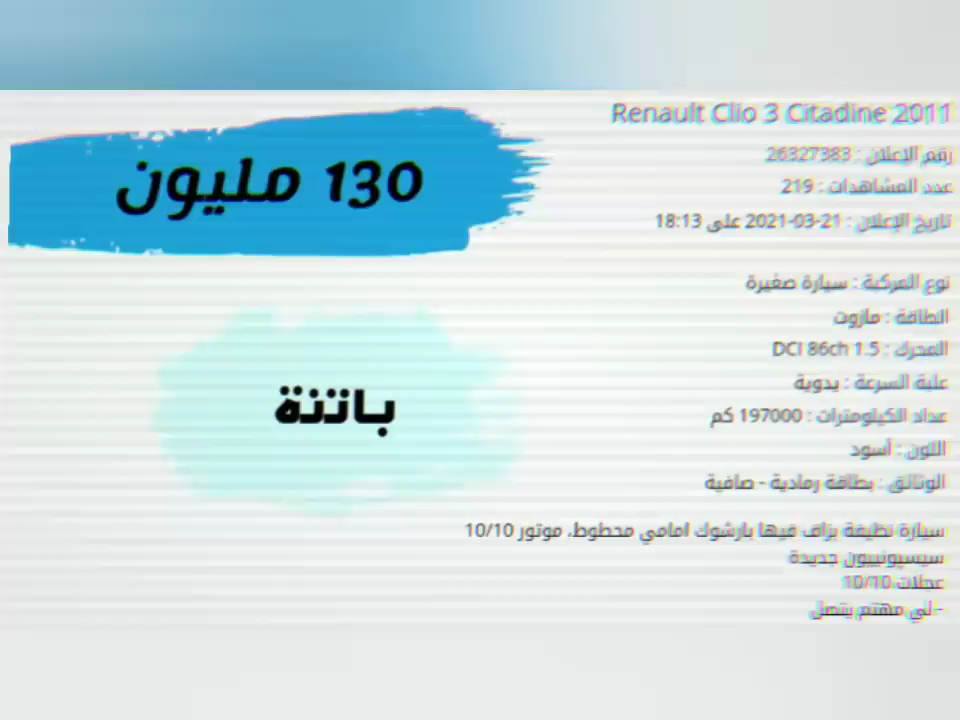 Renault Clio 3 Citadine 2011
رقم الإعلان : 26327383
عدد المشاهدات : 219
تاريخ الإعلان : 21-03-2021 على 18:13
نوع المركبة : سيارة صغيرة
الطاقة : مازوت
المحرك : 1.5 DCI 86ch
علبة السرعة : يدوية
عداد الكيلومترات : 197000 كم
اللون : أسود
الوثائق : بطاقة رمادية - صافية
سيارة نظيفة بزاف فيها بارشوك امامي محطوط، موتور 10/10
سيسبونسيون جديدة
عجلات 10/10
- لي مهتم يتصل
130 مليون
باتنة